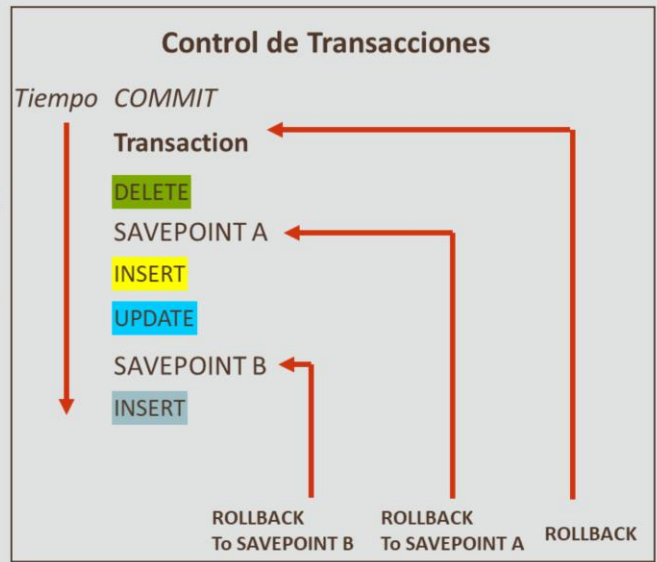 Control de Transacciones
Tiempo COMMIT
Transaction
DELETE
SAVEPOINT A
INSERT
UPDATE
SAVEPOINT B
INSERT
ROLLBACK
To SAVEPOINT B
ROLLBACK
To SAVEPOINT A
ROLLBACK